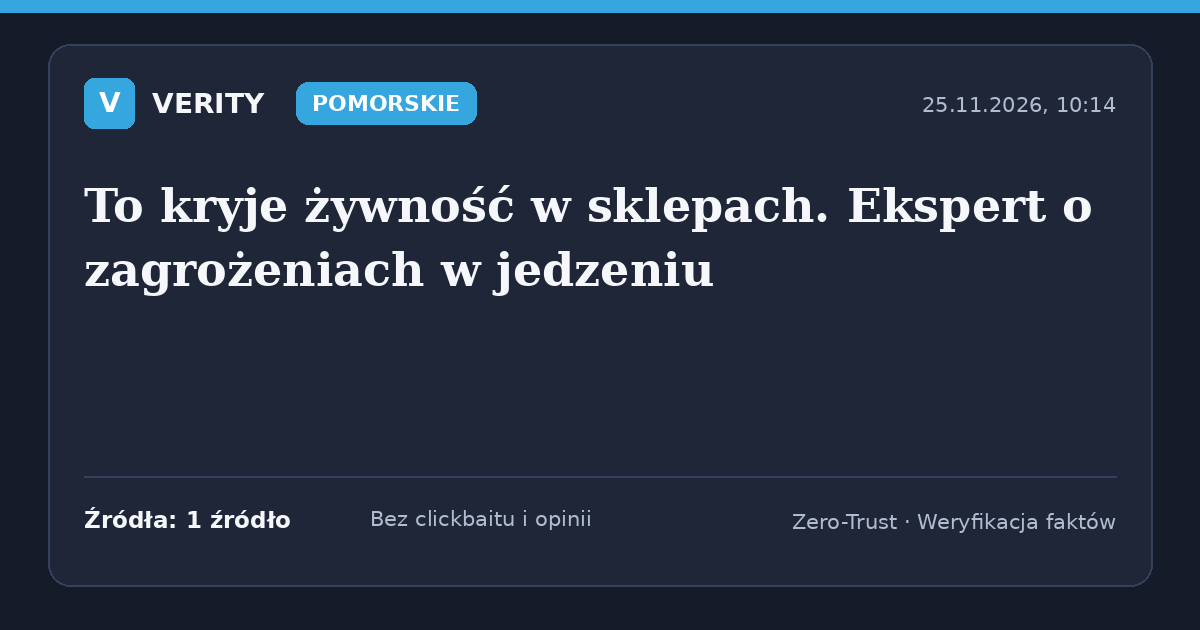 V VERITY POMORSKIE 25.11.2026, 10:14
To kryje żywność w sklepach. Ekspert o
zagrożeniach w jedzeniu
Źródła: 1 źródło Bez clickbaitu i opinii Zero-Trust · Weryfikacja faktów